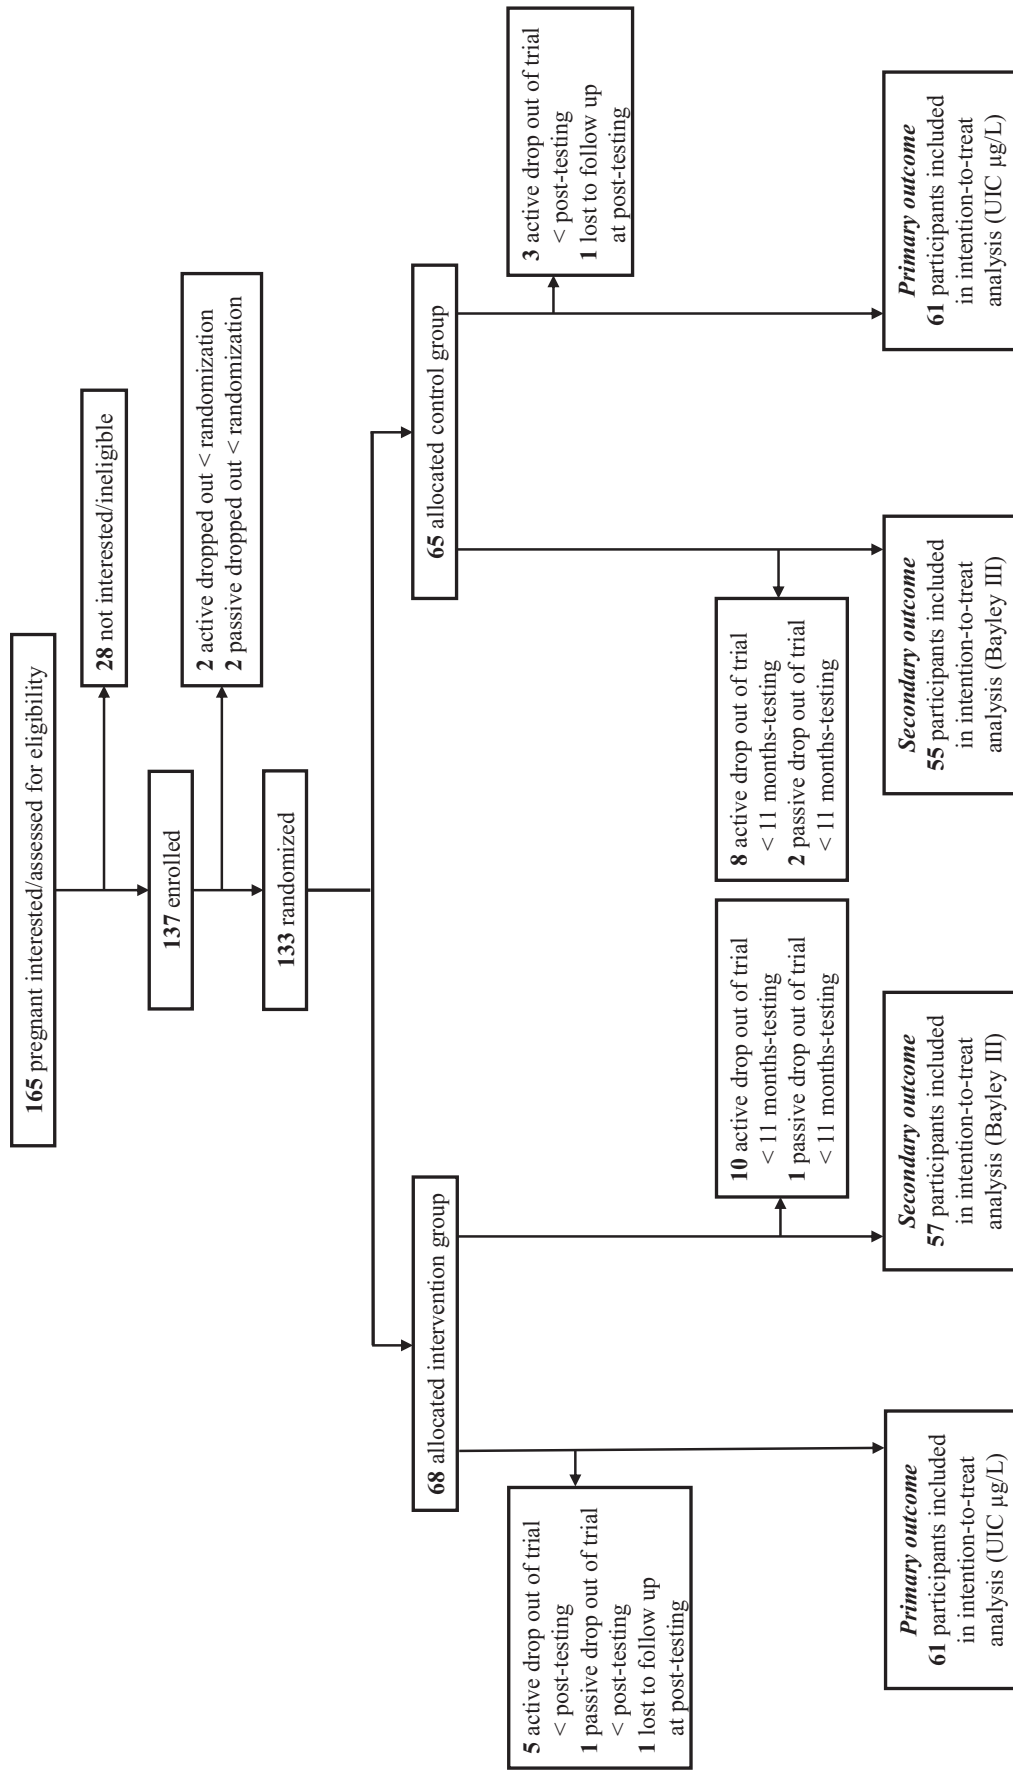 165 pregnant interested/assessed for eligibility
28 not interested/ineligible
137 enrolled
2 active dropped out < randomization
2 passive dropped out < randomization
133 randomized
68 allocated intervention group
65 allocated control group
5 active drop out of trial
< post-testing
1 passive drop out of trial
< post-testing
1 lost to follow up
at post-testing
10 active drop out of trial
< 11 months-testing
1 passive drop out of trial
< 11 months-testing
8 active drop out of trial
< 11 months-testing
2 passive drop out of trial
< 11 months-testing
3 active drop out of trial
< post-testing
1 lost to follow up
at post-testing
Primary outcome
61 participants included
in intention-to-treat
analysis (UIC µg/L)
Secondary outcome
57 participants included
in intention-to-treat
analysis (Bayley III)
Secondary outcome
55 participants included
in intention-to-treat
analysis (Bayley III)
Primary outcome
61 participants included
in intention-to-treat
analysis (UIC µg/L)